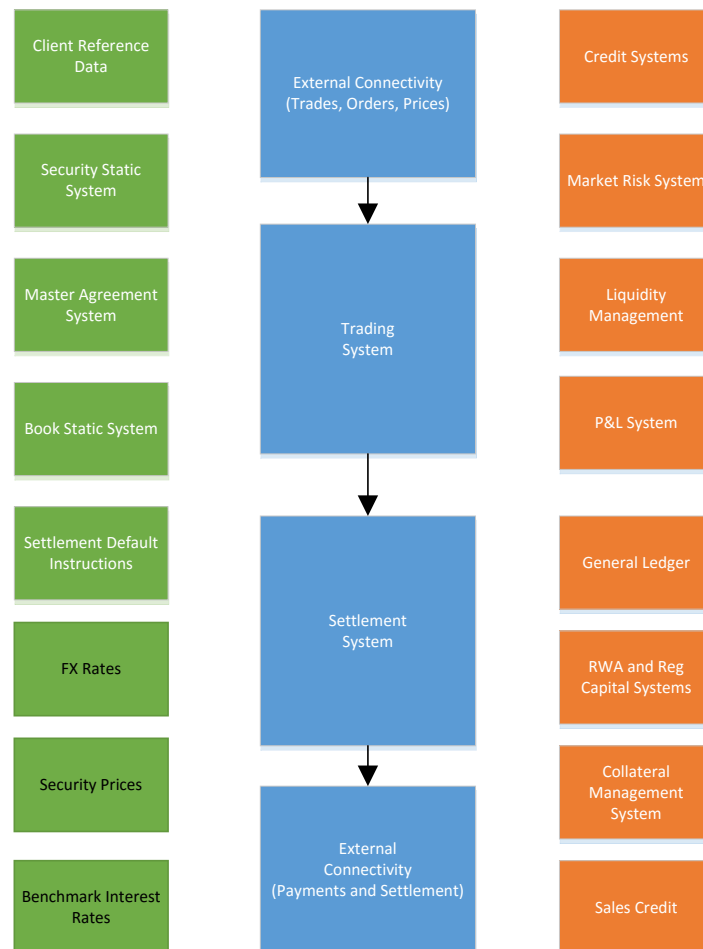 Client Reference
Data
Security Static
System
Master Agreement
System
Book Static System
Settlement Default
Instructions
FX Rates
Security Prices
Benchmark Interest
Rates
External Connectivity
(Trades, Orders, Prices)
Trading
System
Settlement
System
External
Connectivity
(Payments and Settlement)
Credit Systems
Market Risk System
Liquidity
Management
P&L System
General Ledger
RWA and Reg
Capital Systems
Collateral
Management
System
Sales Credit